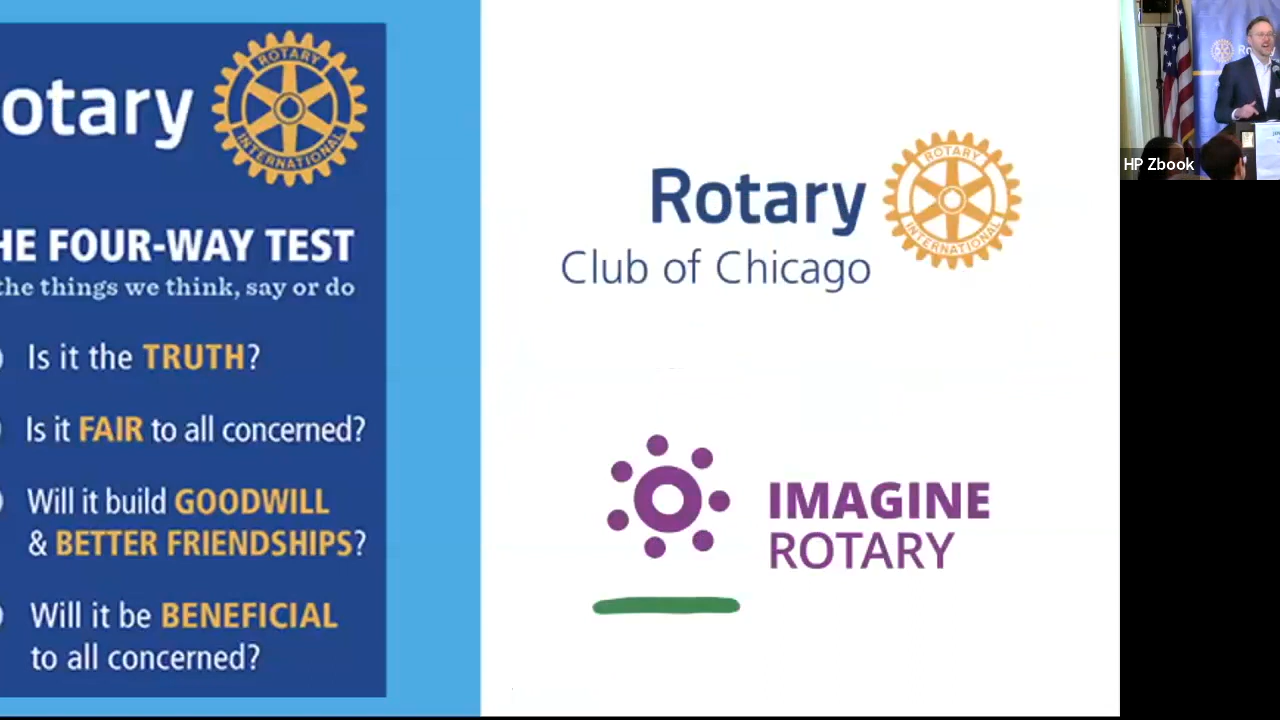 otary
ROTARY
INTERNATIONAL
HE FOUR-WAY TEST
the things we think, say or do
Is it the TRUTH?
Is it FAIR to all concerned?
Will it build GOODWILL
& BETTER FRIENDSHIPS?
Will it be BENEFICIAL
to all concerned?
Rotary
Club of Chicago
ROTARY
INTERNATIONAL
IMAGINE
ROTARY
HP Zbook